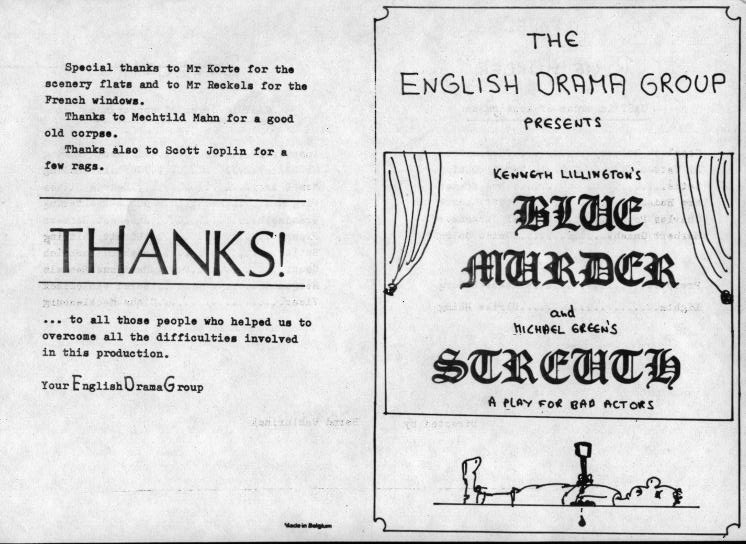 Special thanks to Mr Korte for the
scenery flats and to Mr Reckels for the
French windows.
Thanks to Mechtild Mahn for a good
old corpse.
Thanks also to Scott Joplin for a
few rags.
THANKS!
... to all those people who helped us to
overcome all the difficulties involved
in this production.
Your English Drama Group
Made in Belgium
THE
ENGLISH DRAMA GROUP
PRESENTS
KENNETH LILLINGTON'S
BLUE
MURDER
and
MICHAEL GREEN'S
STREUTH
A PLAY FOR BAD ACTORS